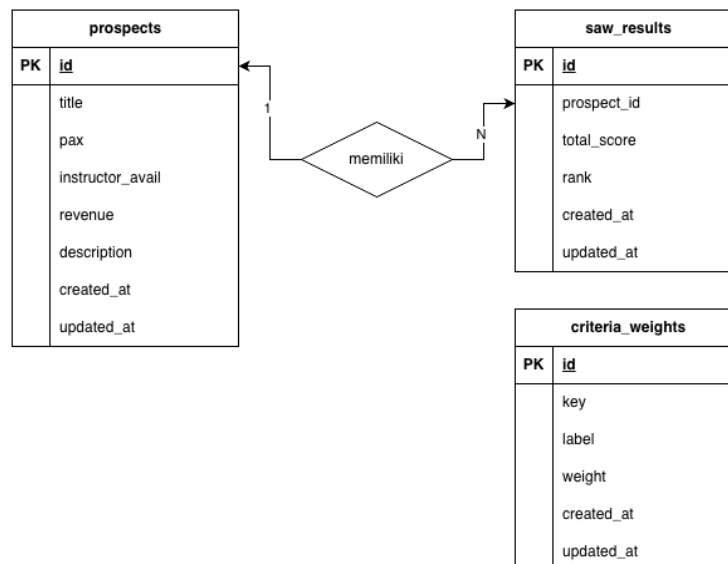 prospects
PK id
title
pax
instructor_avail
revenue
description
created_at
updated_at
1
memiliki
N
saw_results
PK id
prospect_id
total_score
rank
created_at
updated_at
criteria_weights
PK id
key
label
weight
created_at
updated_at